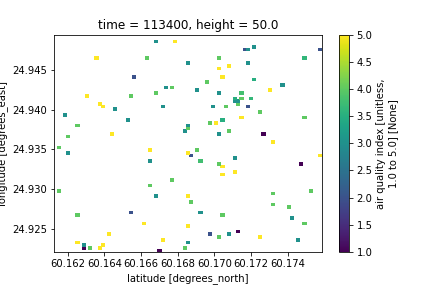 time = 113400, height = 50.0
24.945
24.940
24.935
24.930
24.925
longitude [degrees_east]
60.162 60.164 60.166 60.168 60.170 60.172 60.174
latitude [degrees_north]
5.0
4.5
4.0
3.5
3.0
2.5
2.0
1.5
1.0
air quality index [unitless,
1.0 to 5.0] [None]